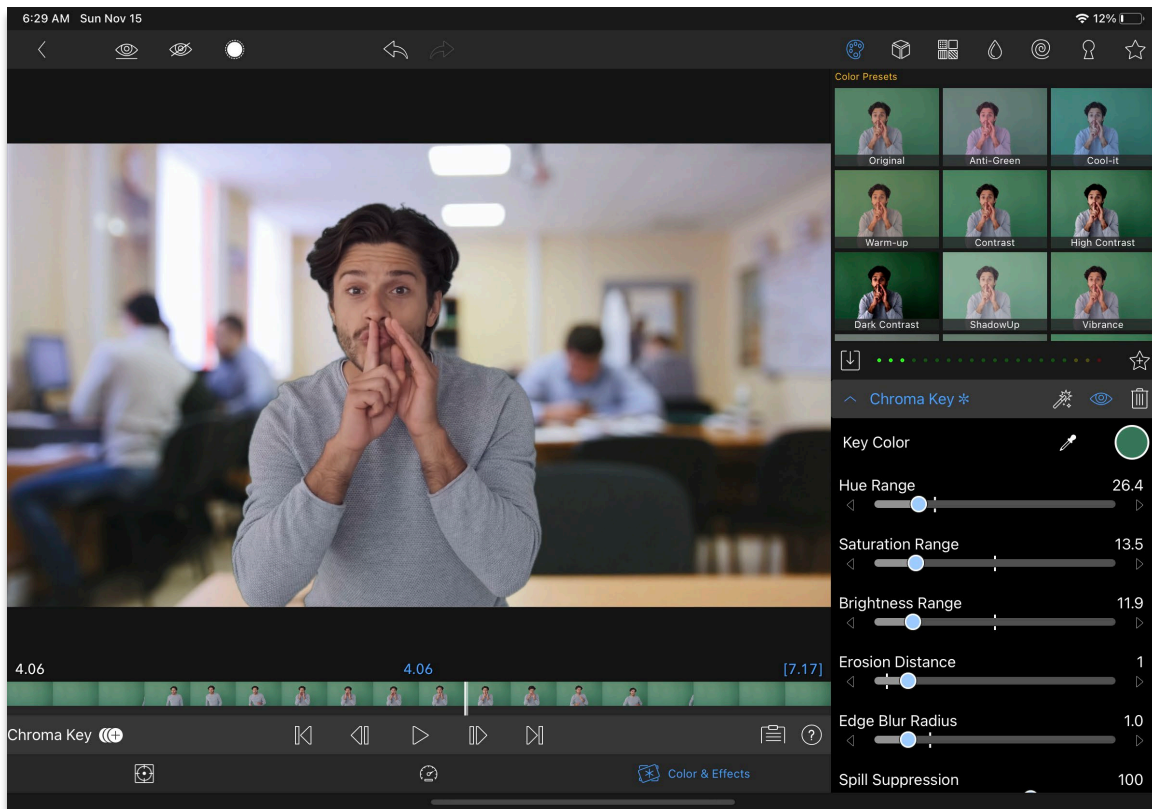 6:29 AM Sun Nov 15
12%
Color Presets
Original
Anti-Green
Cool-it
Warm-up
Contrast
High Contrast
Dark Contrast
ShadowUp
Vibrance
Chroma Key
Key Color
Hue Range 26.4
Saturation Range 13.5
Brightness Range 11.9
Erosion Distance 1
Edge Blur Radius 1.0
Spill Suppression 100
4.06 4.06 [7.17]
Chroma Key
Color & Effects